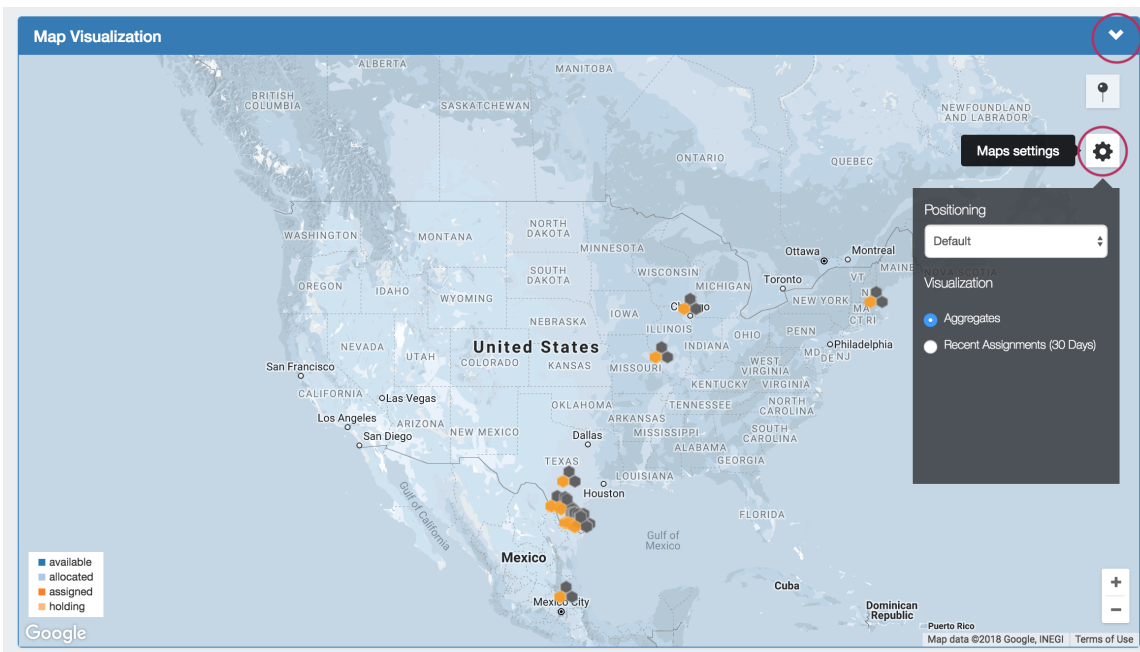 Map Visualization
ALBERTA
MANITOBA
BRITISH
COLUMBIA
SASKATCHEWAN
NEWFOUNDLAND
AND LABRADOR
ONTARIO
QUEBEC
Maps settings
Positioning
Default
Visualization
Aggregates
Recent Assignments (30 Days)
WASHINGTON
MONTANA
NORTH
DAKOTA
MINNESOTA
Ottawa
Montreal
MAINE
NOVA SCOTIA
OREGON
IDAHO
SOUTH
DAKOTA
WISCONSIN
MICHIGAN
Toronto
VT
WYOMING
NEW YORK
MA
CT RI
NEBRASKA
IOWA
ILLINOIS
INDIANA
OHIO
PENN
Philadelphia
MD
DE NJ
NEVADA
UTAH
COLORADO
United States
KANSAS
MISSOURI
WEST
VIRGINIA
KENTUCKY
VIRGINIA
San Francisco
CALIFORNIA
Las Vegas
OKLAHOMA
TENNESSEE
NORTH
CAROLINA
Los Angeles
ARIZONA
NEW MEXICO
ARKANSAS
San Diego
Dallas
MISSISSIPPI
SOUTH
CAROLINA
ALABAMA
GEORGIA
TEXAS
LOUISIANA
Houston
Gulf of
California
FLORIDA
Gulf of
Mexico
Mexico
Cuba
Mexico City
Dominican
Republic
Puerto Rico
available
allocated
assigned
holding
Google
Map data ©2018 Google, INEGI
Terms of Use